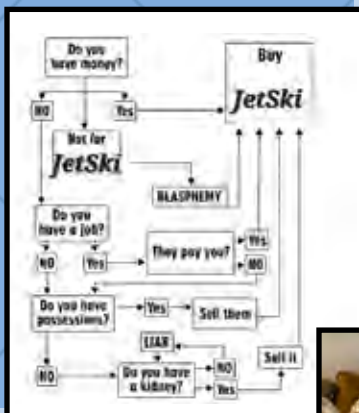 Do you
have money?
Buy
JetSki
NO
Yes
Not for
JetSki
BLASPHEMY
Do you
have a job?
They pay you?
Yes
NO
NO
Yes
Do you have
possessions?
Yes
Sell them
LIAR
NO
Do you have
a kidney?
NO
Yes
Sell it